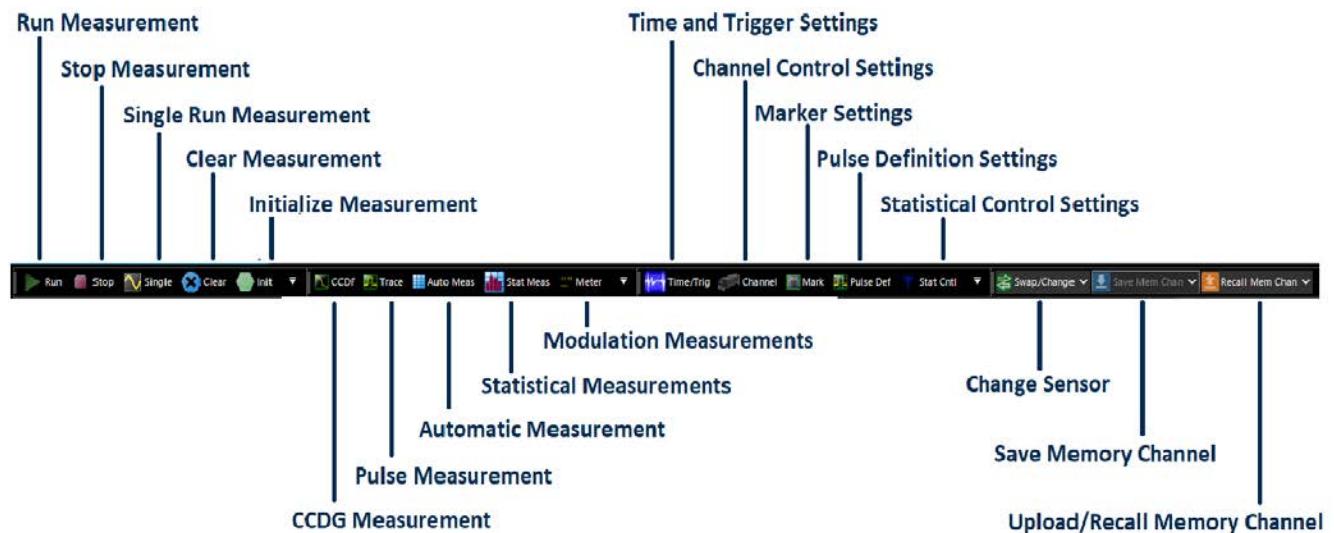 Run Measurement
Stop Measurement
Single Run Measurement
Clear Measurement
Initialize Measurement
Time and Trigger Settings
Channel Control Settings
Marker Settings
Pulse Definition Settings
Statistical Control Settings
Run Stop Single Clear Init CCDF Trace Auto Meas Stat Meas Meter Time/Trig Channel Mark Pulse Def Stat Cntl Swap/Change Save Mem Chan Recall Mem Chan
Modulation Measurements
Statistical Measurements
Automatic Measurement
Pulse Measurement
CCDG Measurement
Change Sensor
Save Memory Channel
Upload/Recall Memory Channel